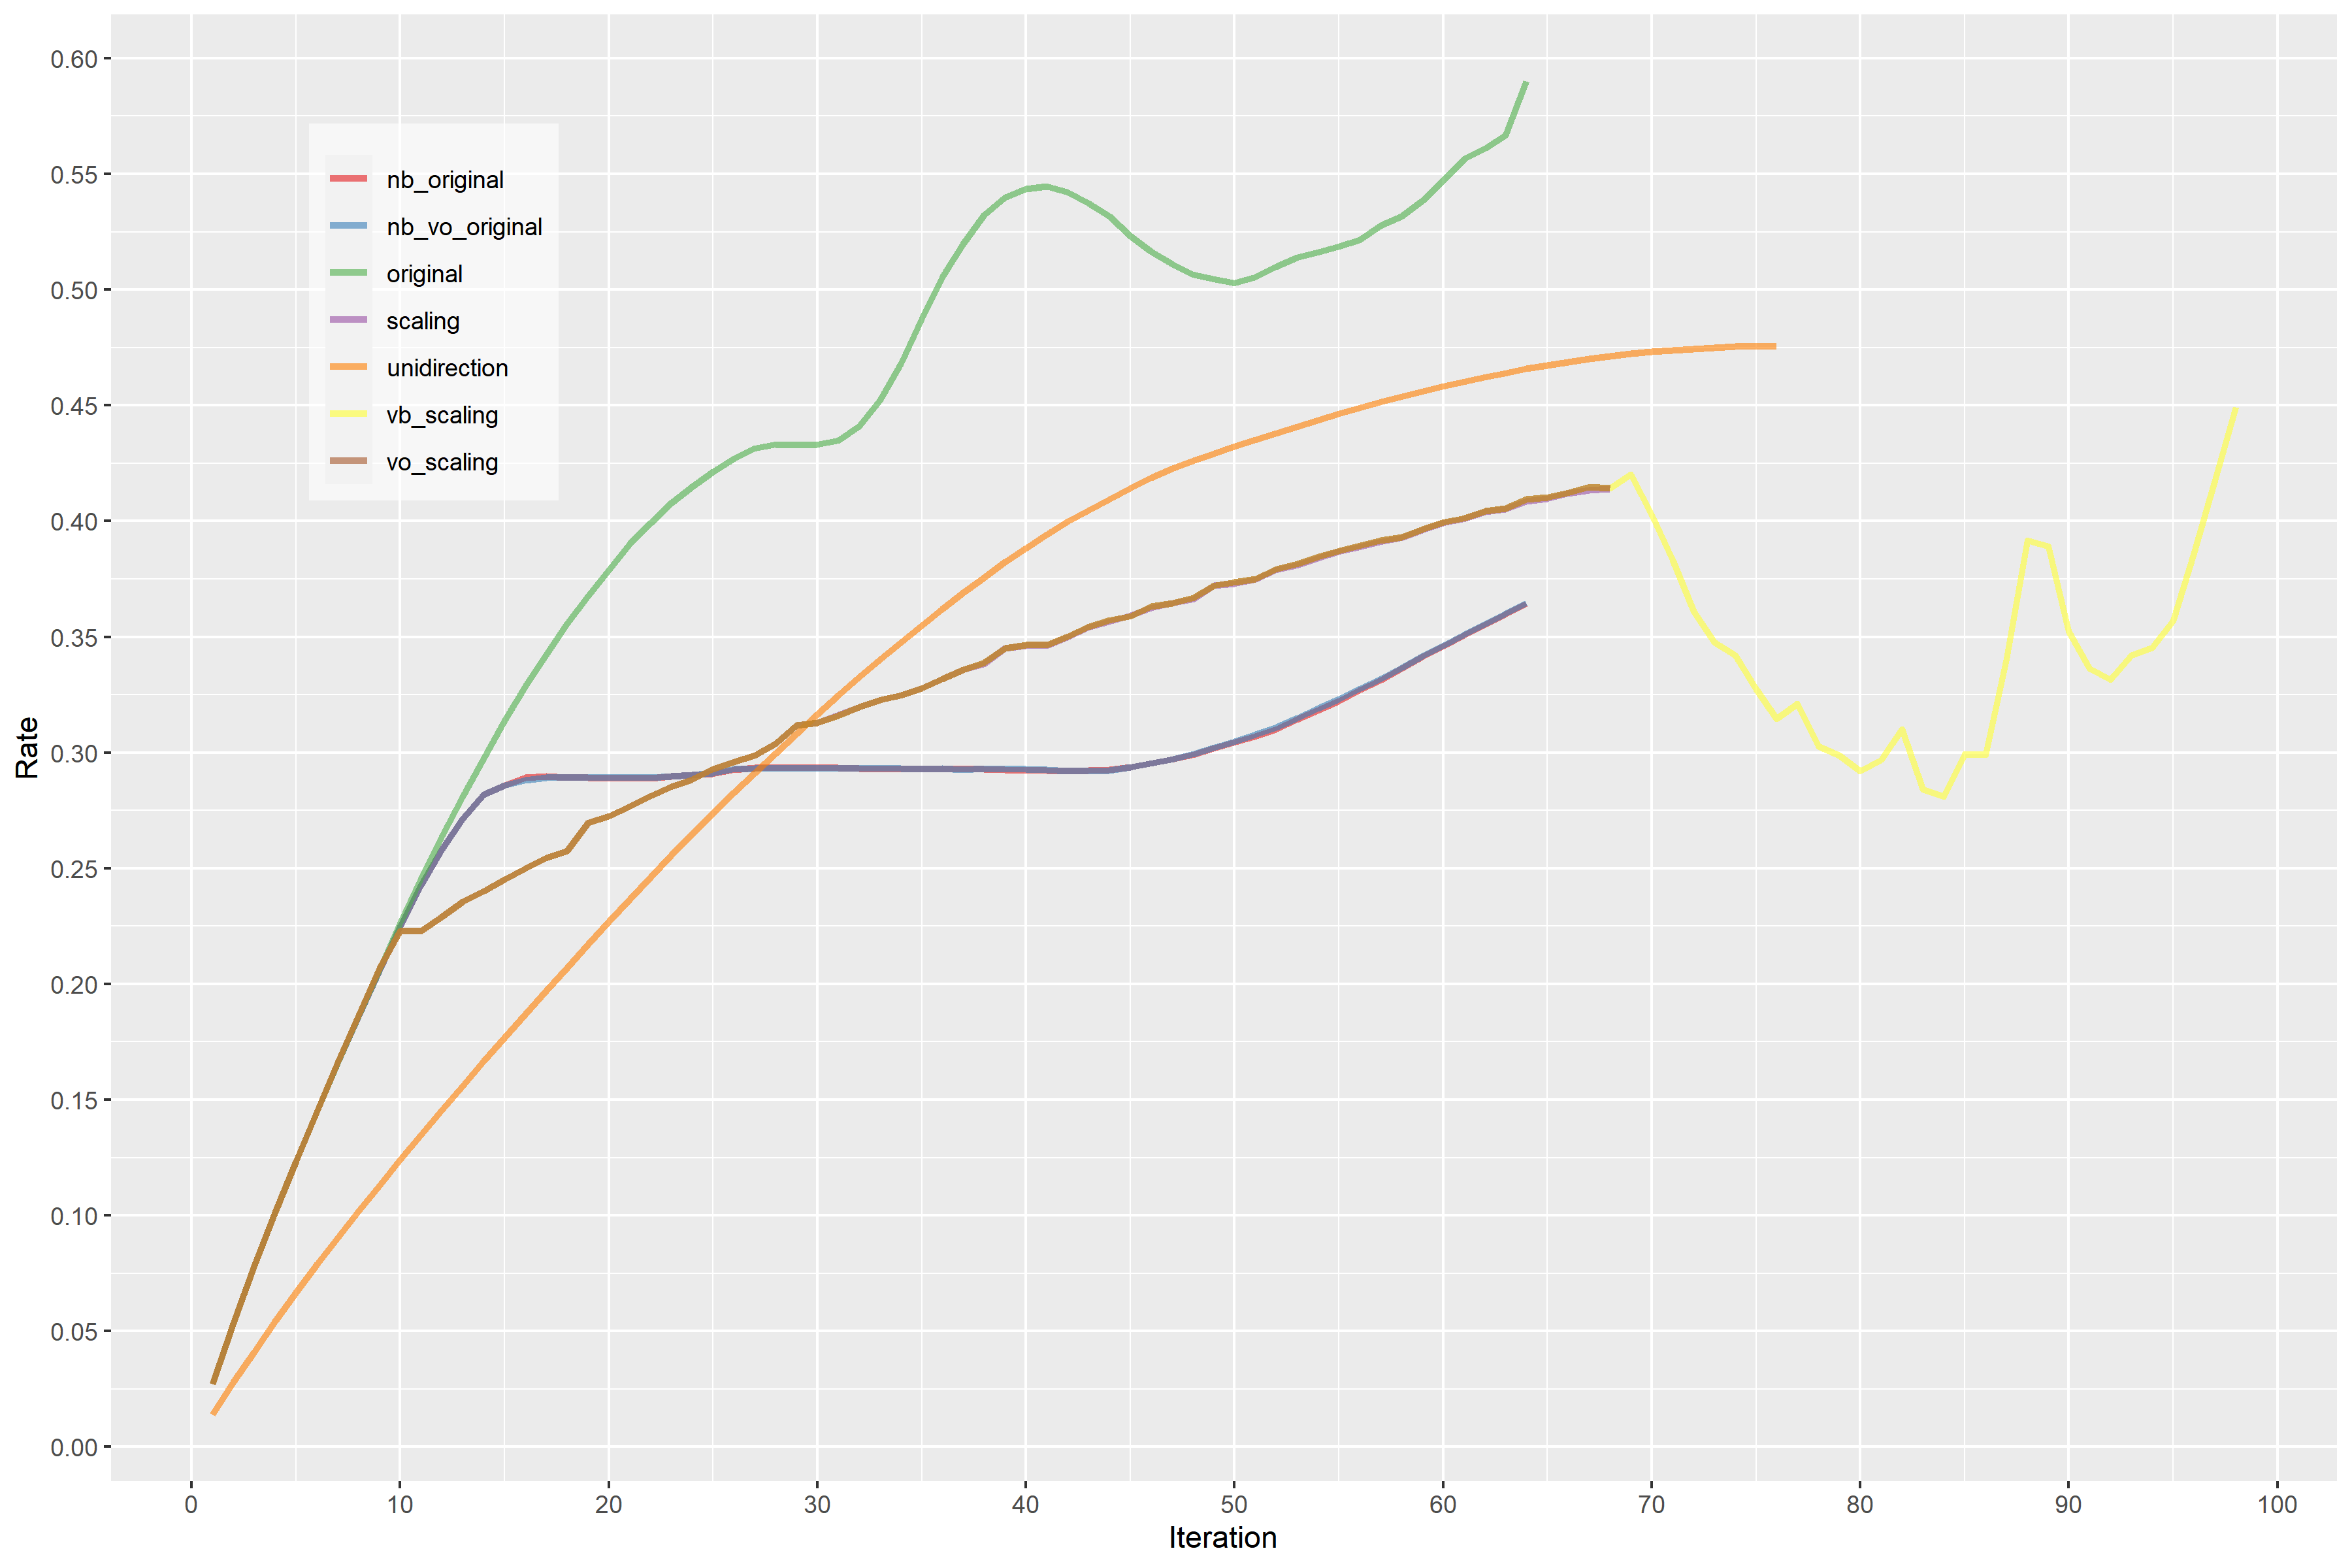 0.60
0.55
0.50
0.45
0.40
0.35
0.30
0.25
0.20
0.15
0.10
0.05
0.00
Rate
nb_original
nb_vo_original
original
scaling
unidirection
vb_scaling
vo_scaling
0 10 20 30 40 50 60 70 80 90 100
Iteration